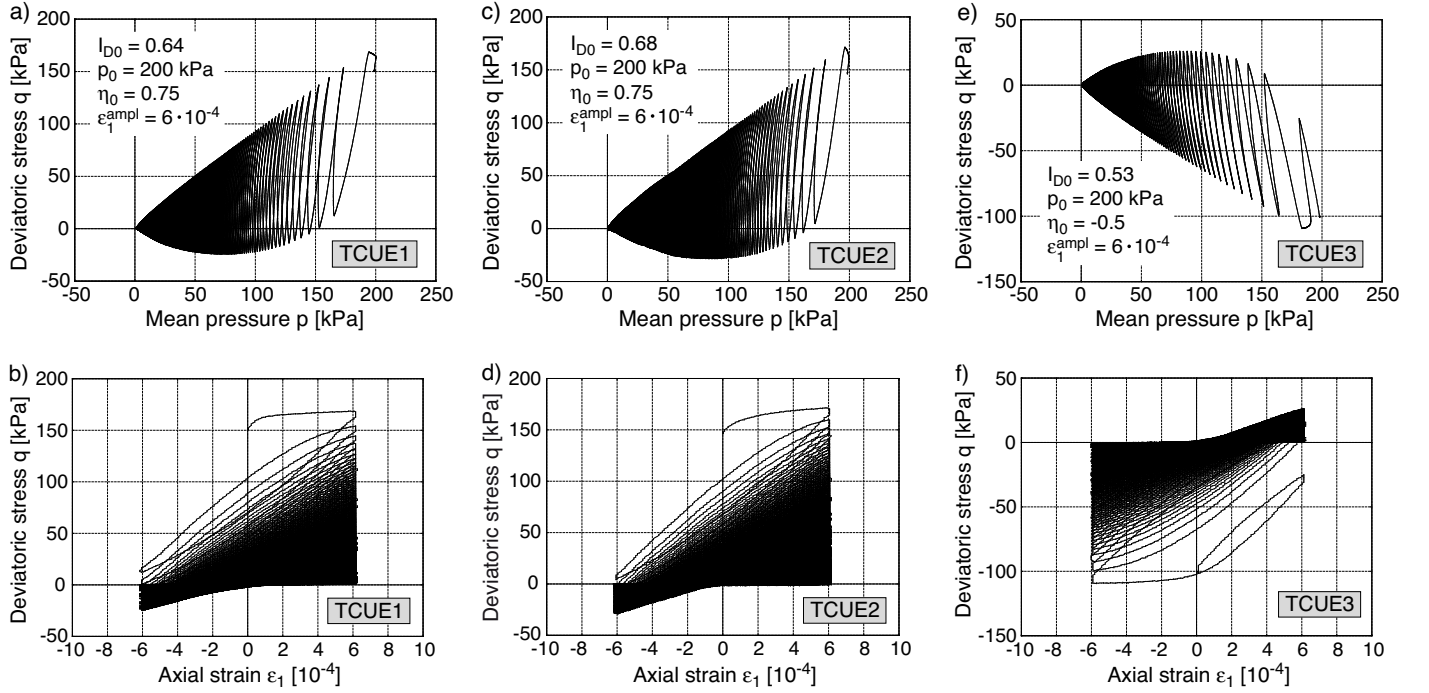 a)
Deviatoric stress q [kPa]
200
150
100
50
0
-50
I_D0 = 0.64
p_0 = 200 kPa
η_0 = 0.75
ε_1^ampl = 6·10^-4
TCUE1
-50 0 50 100 150 200 250
Mean pressure p [kPa]
c)
Deviatoric stress q [kPa]
200
150
100
50
0
-50
I_D0 = 0.68
p_0 = 200 kPa
η_0 = 0.75
ε_1^ampl = 6·10^-4
TCUE2
-50 0 50 100 150 200 250
Mean pressure p [kPa]
e)
Deviatoric stress q [kPa]
50
0
-50
-100
-150
I_D0 = 0.53
p_0 = 200 kPa
η_0 = -0.5
ε_1^ampl = 6·10^-4
TCUE3
-50 0 50 100 150 200 250
Mean pressure p [kPa]
b)
Deviatoric stress q [kPa]
200
150
100
50
0
-50
TCUE1
-10 -8 -6 -4 -2 0 2 4 6 8 10
Axial strain ε_1 [10^-4]
d)
Deviatoric stress q [kPa]
200
150
100
50
0
-50
TCUE2
-10 -8 -6 -4 -2 0 2 4 6 8 10
Axial strain ε_1 [10^-4]
f)
Deviatoric stress q [kPa]
50
0
-50
-100
-150
TCUE3
-10 -8 -6 -4 -2 0 2 4 6 8 10
Axial strain ε_1 [10^-4]